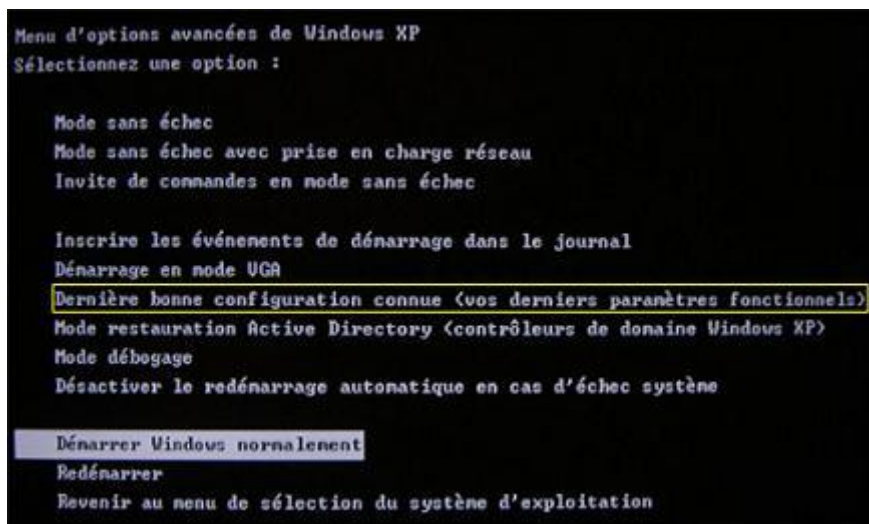 Menu d'options avancées de Windows XP
Sélectionnez une option :
Mode sans échec
Mode sans échec avec prise en charge réseau
Invite de commandes en mode sans échec
Inscrire les événements de démarrage dans le journal
Démarrage en mode VGA
Dernière bonne configuration connue (vos derniers paramètres fonctionnels)
Mode restauration Active Directory (contrôleurs de domaine Windows XP)
Mode débogage
Désactiver le redémarrage automatique en cas d'échec système
Démarrer Windows normalement
Redémarrer
Revenir au menu de sélection du système d'exploitation